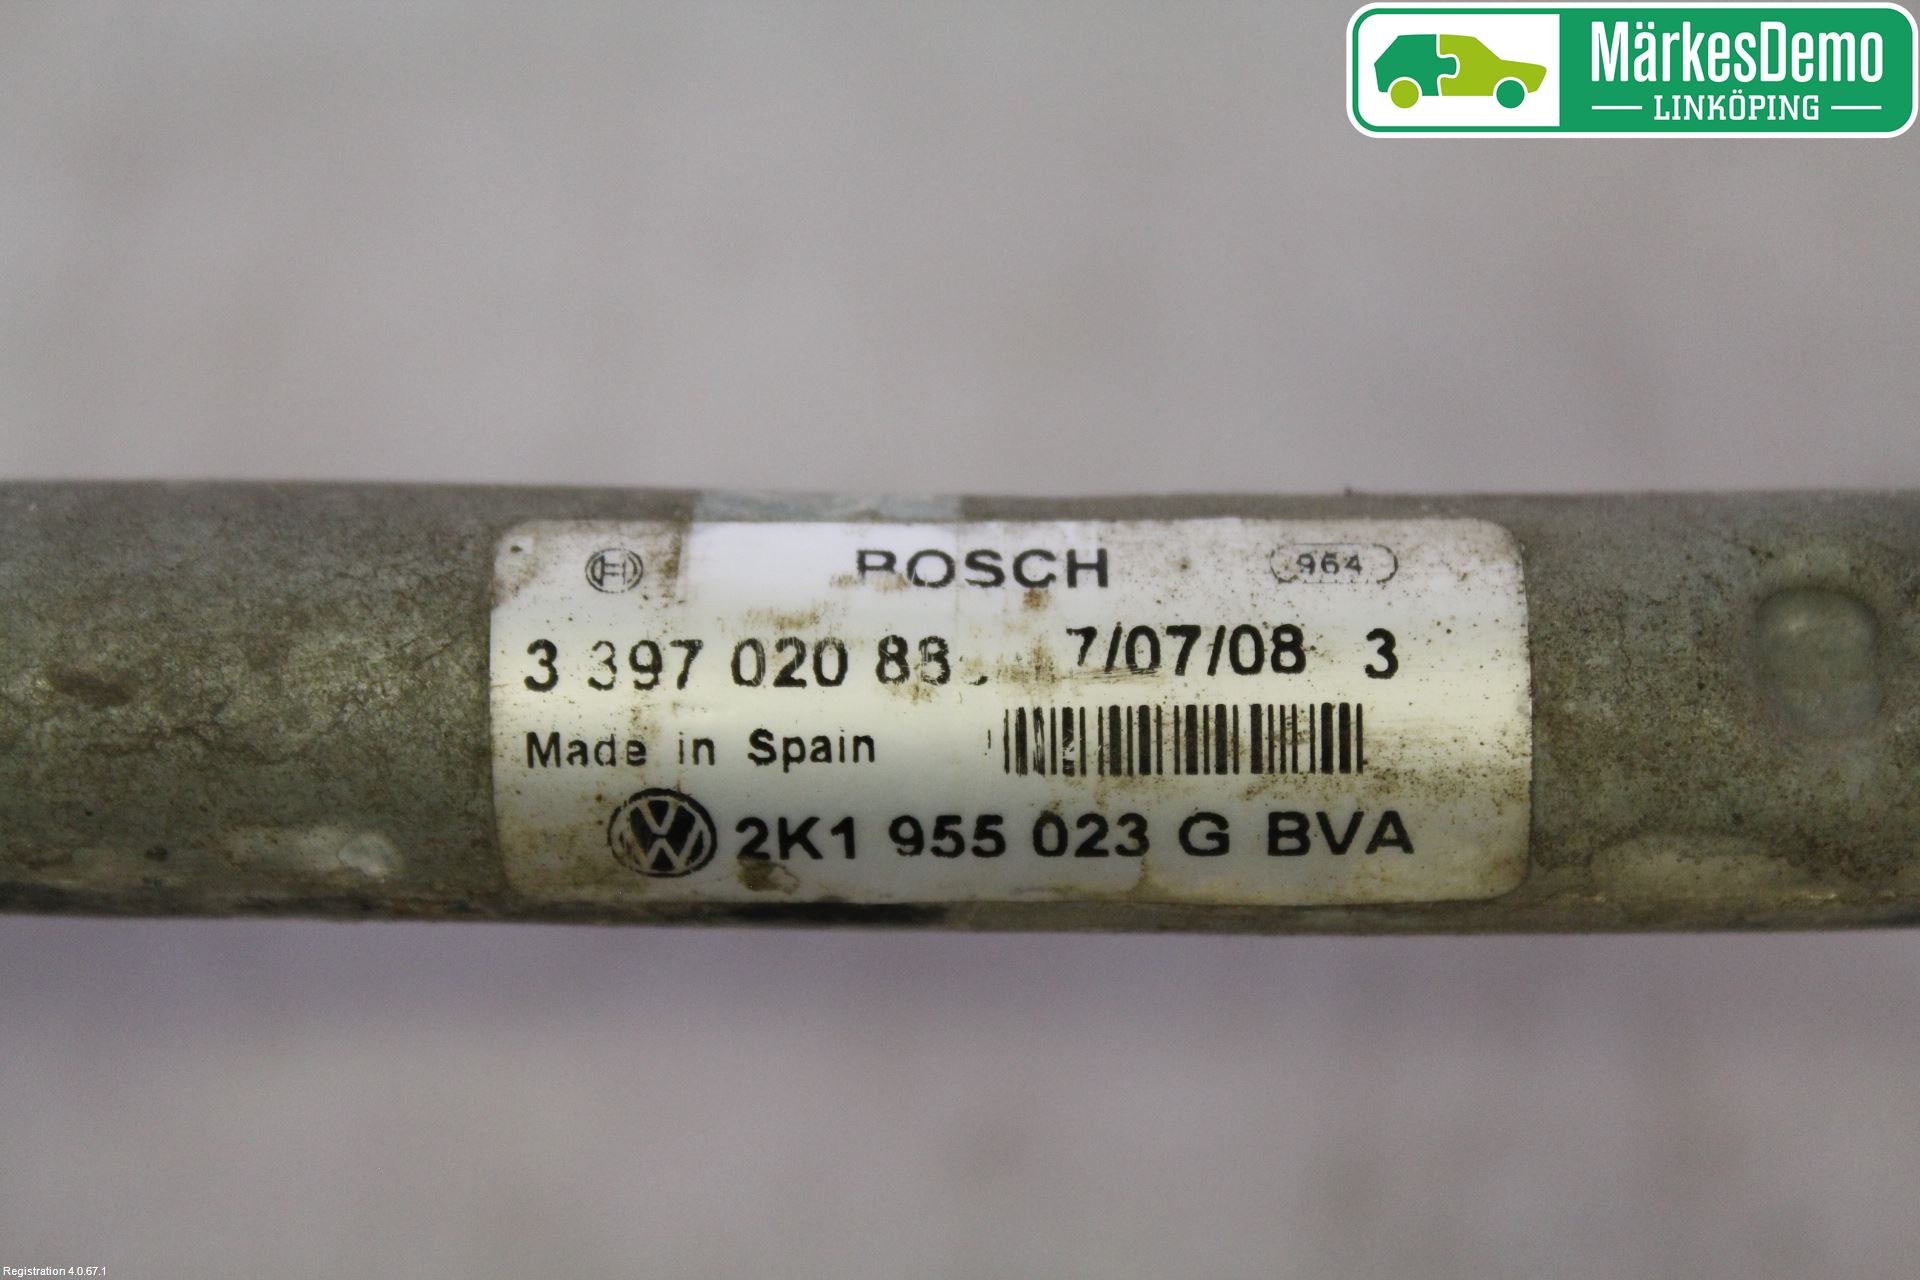 MärkesDemo
LINKÖPING
BOSCH 964
3 397 020 7/07/08 3
Made in Spain
2K1 955 023 G BVA
Registration 4.0.67.1